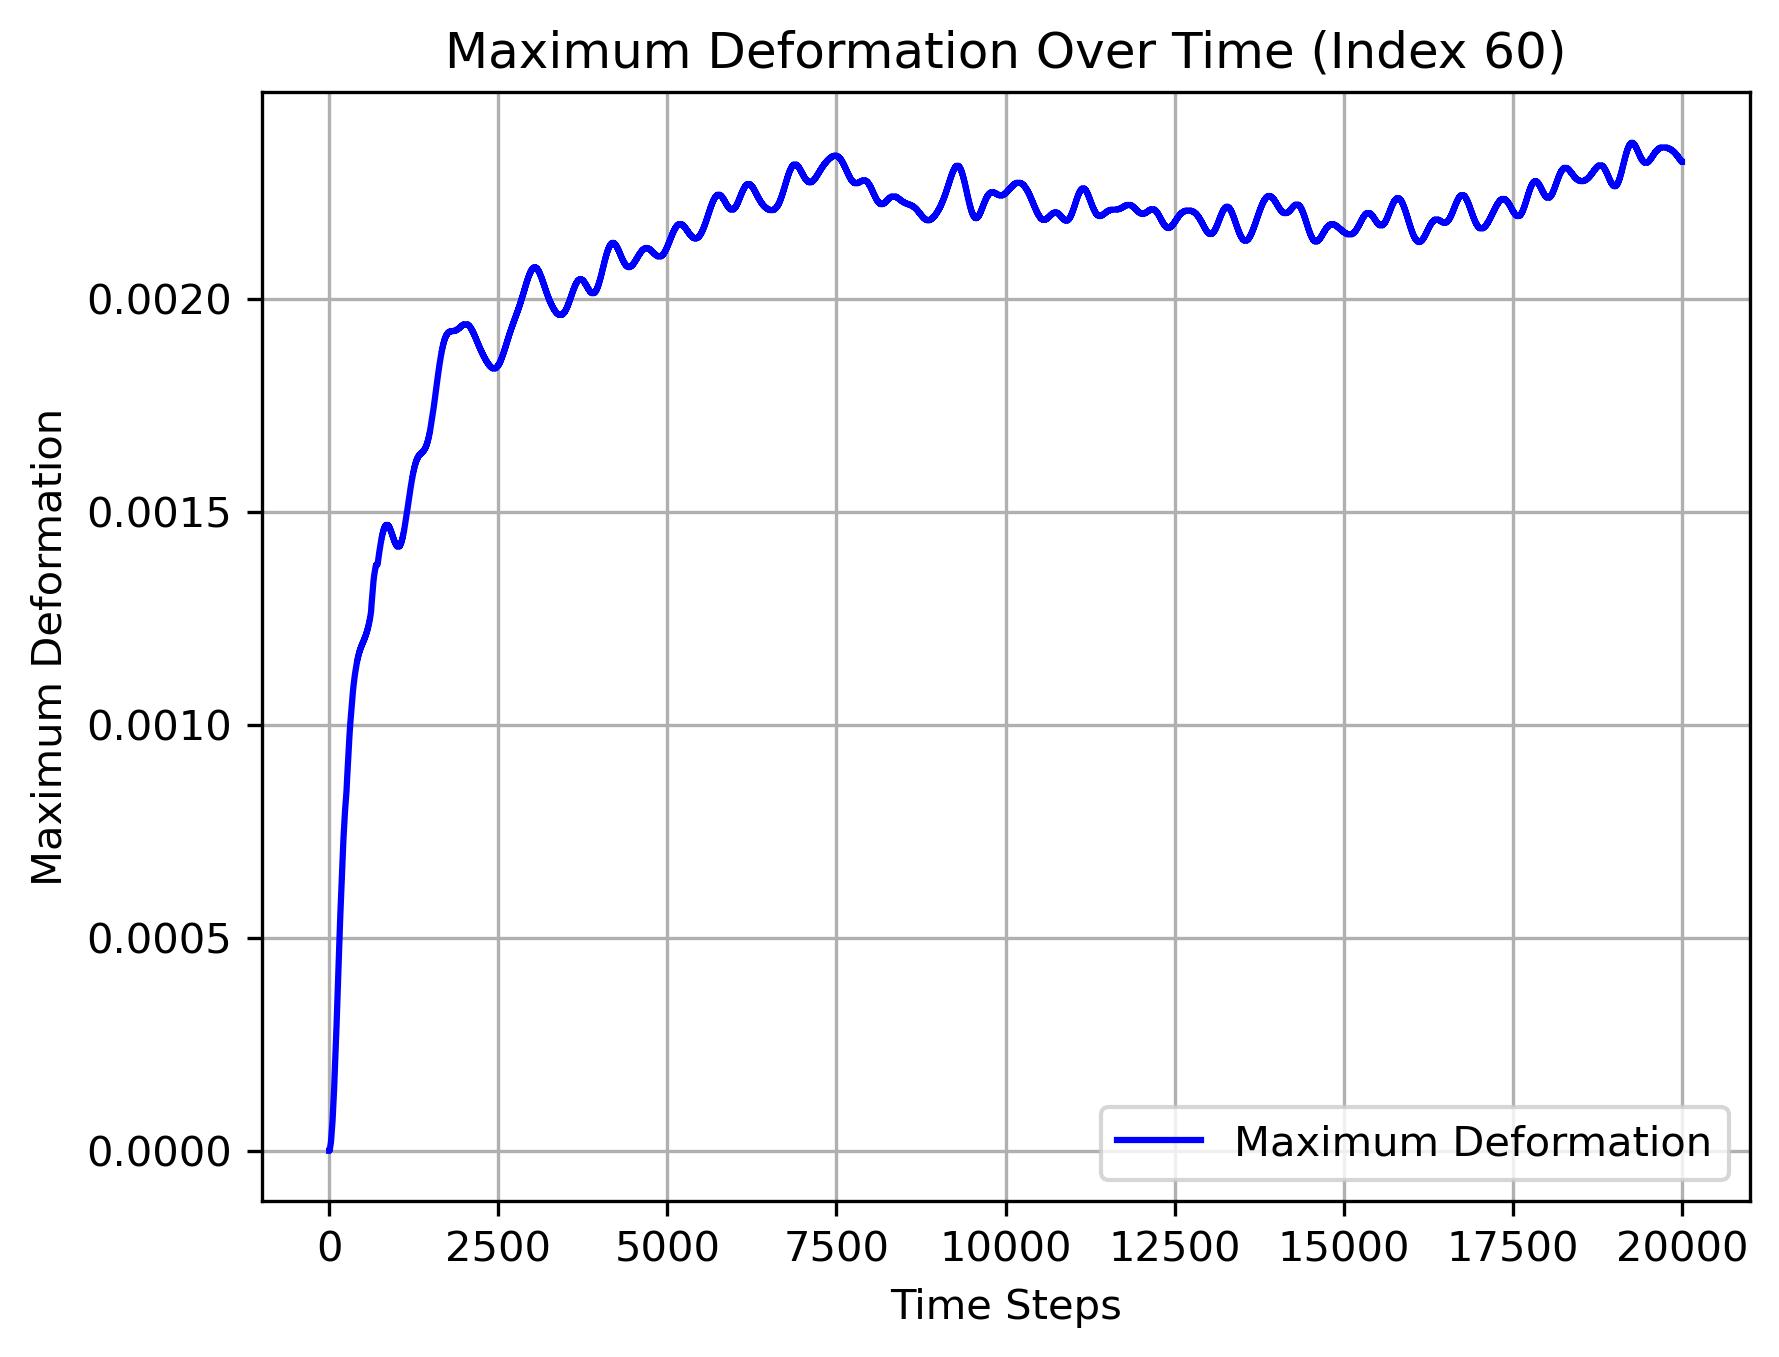 Maximum Deformation Over Time (Index 60)
Maximum Deformation
0.0020
0.0015
0.0010
0.0005
0.0000
Maximum Deformation
0 2500 5000 7500 10000 12500 15000 17500 20000
Time Steps